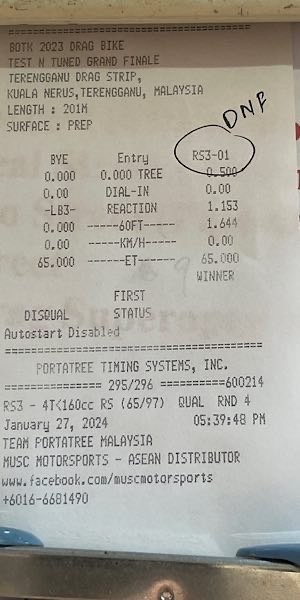 BOTK 2023 DRAG BIKE
TEST N TUNED GRAND FINALE
TERENGGANU DRAG STRIP,
KUALA NERUS,TERENGGANU, MALAYSIA
LENGTH : 201M
SURFACE : PREP
DNF
BYE Entry RS3-01
0.000 0.000 TREE 0.500
0.00 DIAL-IN 0.00
-LB3- REACTION 1.153
0.000 -----60FT------ 1.644
0.00 -----KM/H------ 0.00
65.000 ------ET------- 65.000
WINNER
FIRST
DISQUAL STATUS
Autostart Disabled
PORTATREE TIMING SYSTEMS, INC.
============= 295/296 ==========600214
RS3 - 4T<160cc RS (65/97) QUAL RND 4
January 27, 2024 05:39:48 PM
TEAM PORTATREE MALAYSIA
MUSC MOTORSPORTS - ASEAN DISTRIBUTOR
www.facebook.com/muscmotorsports
+6016-6681490